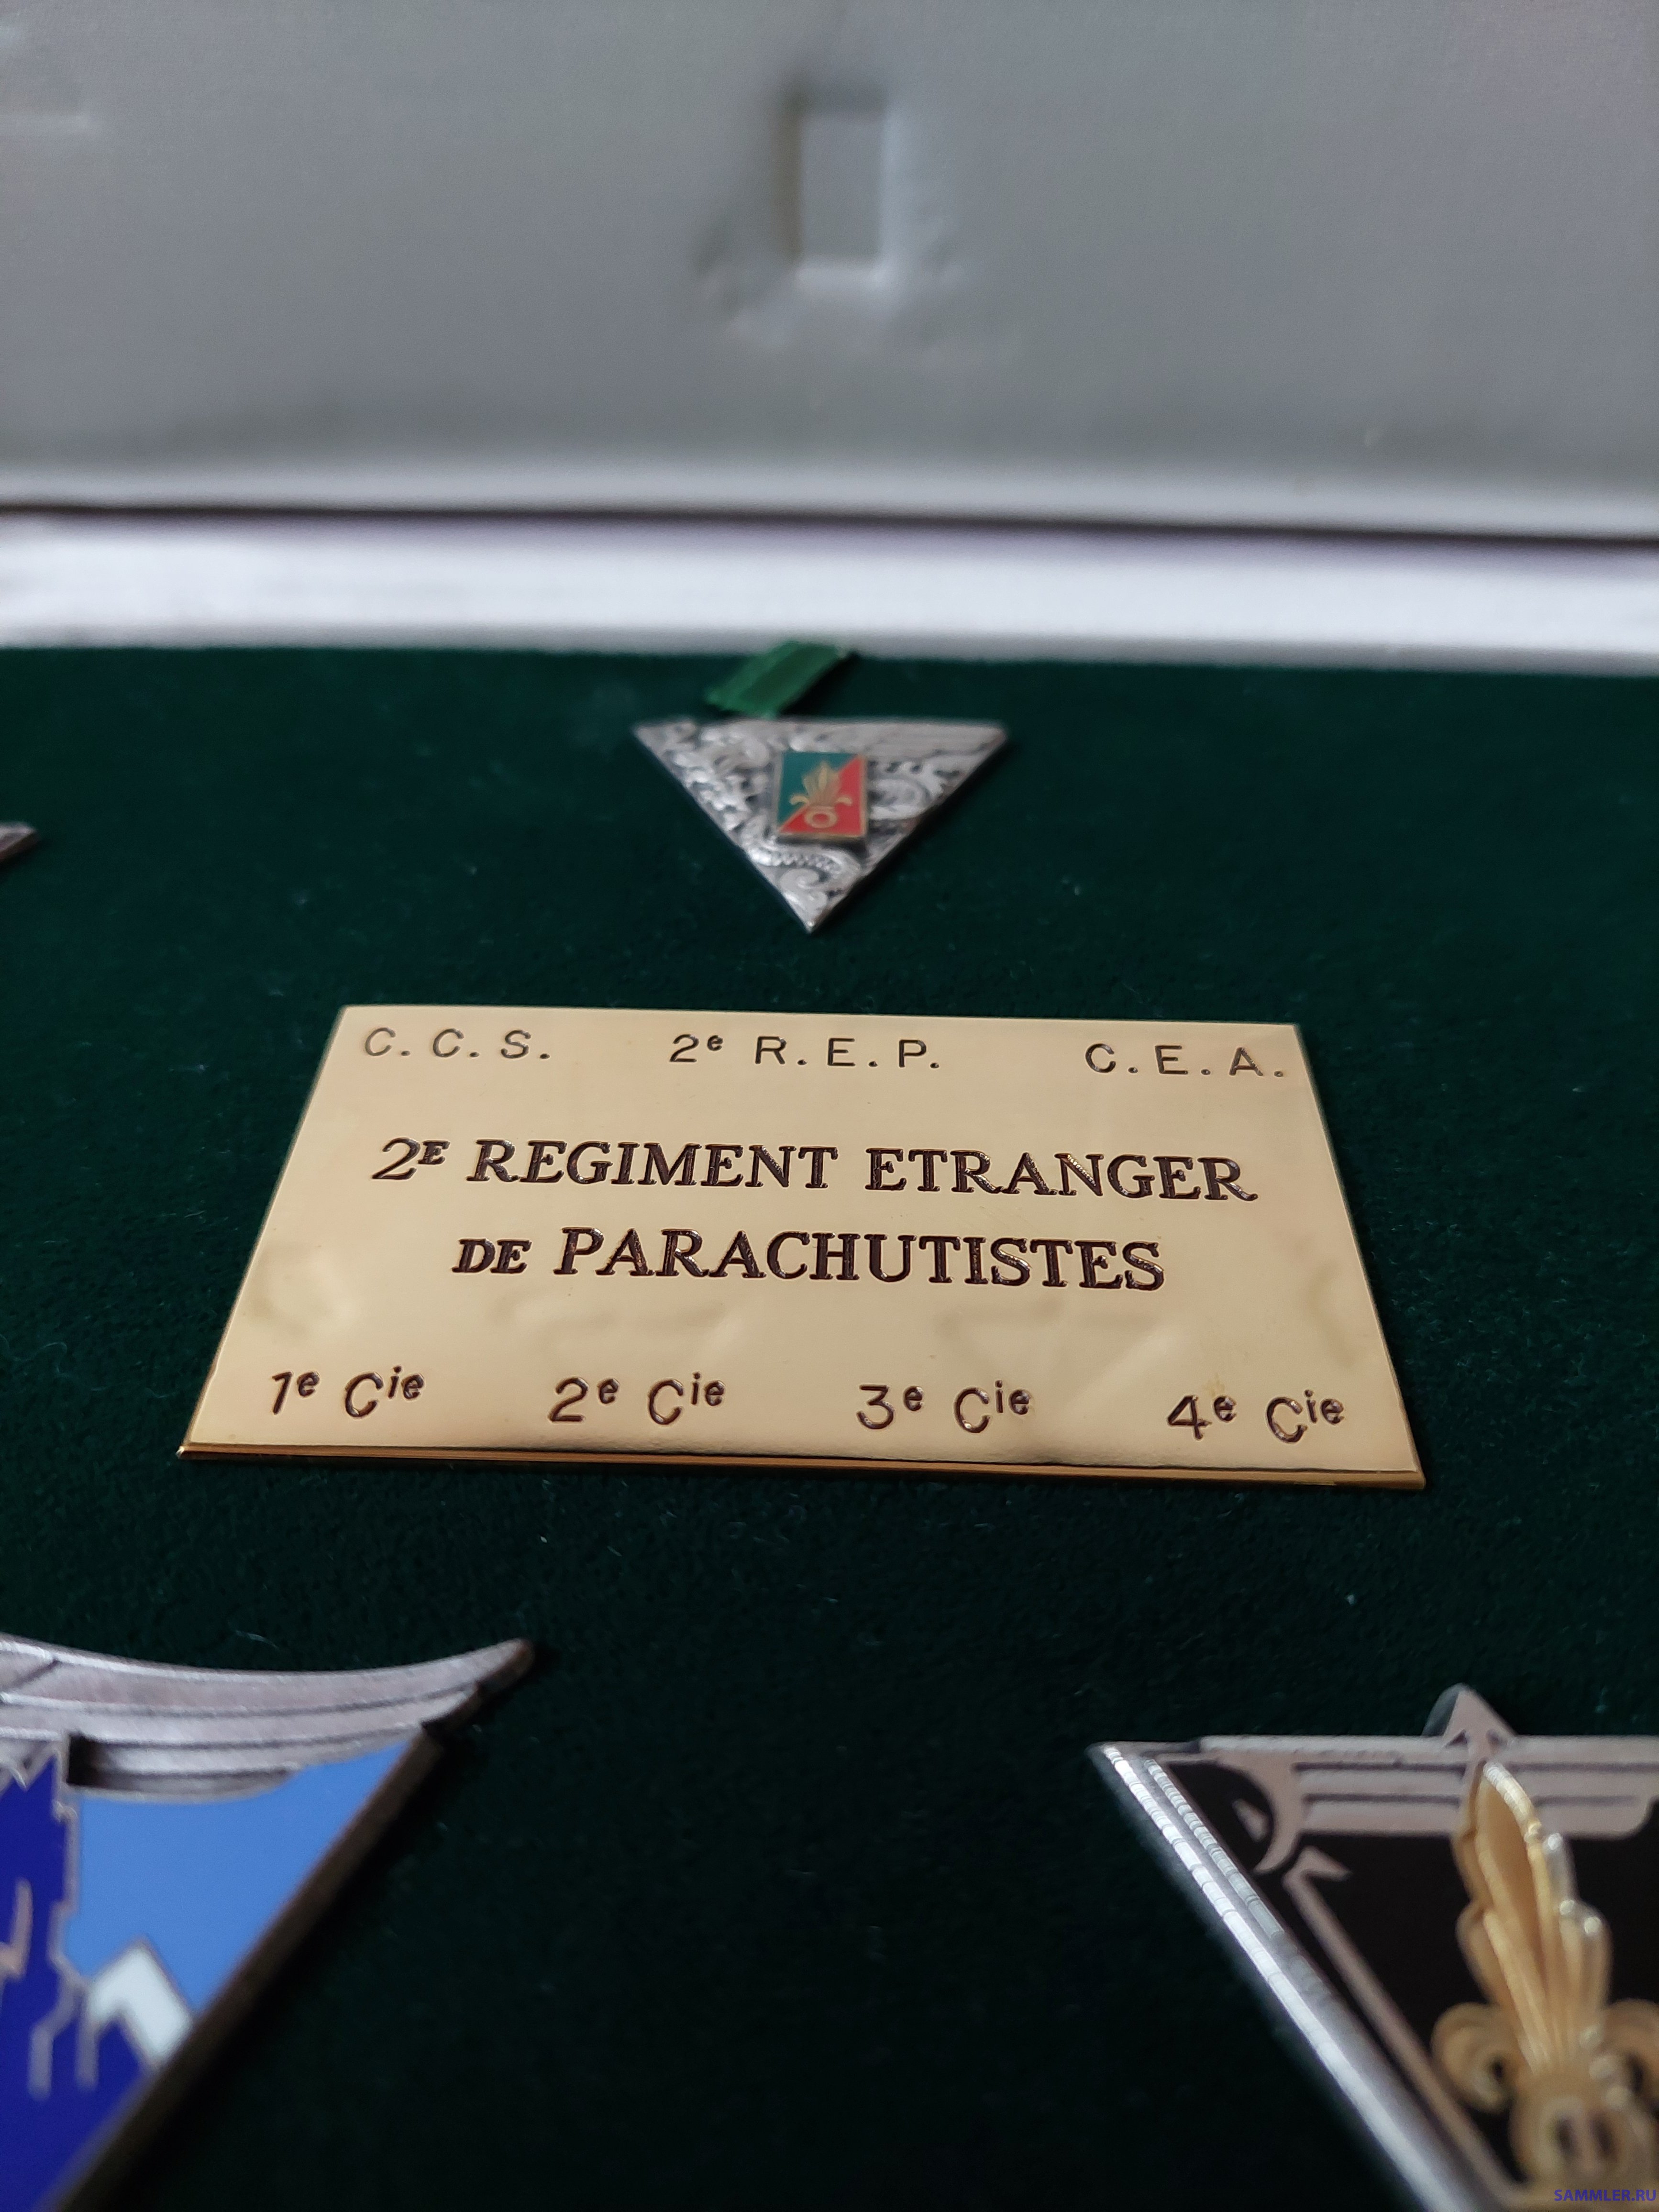 C.C.S. 2e R.E.P. C.E.A.
2E REGIMENT ETRANGER
DE PARACHUTISTES
1e Cie 2e Cie 3e Cie 4e Cie
SAMMLER.RU